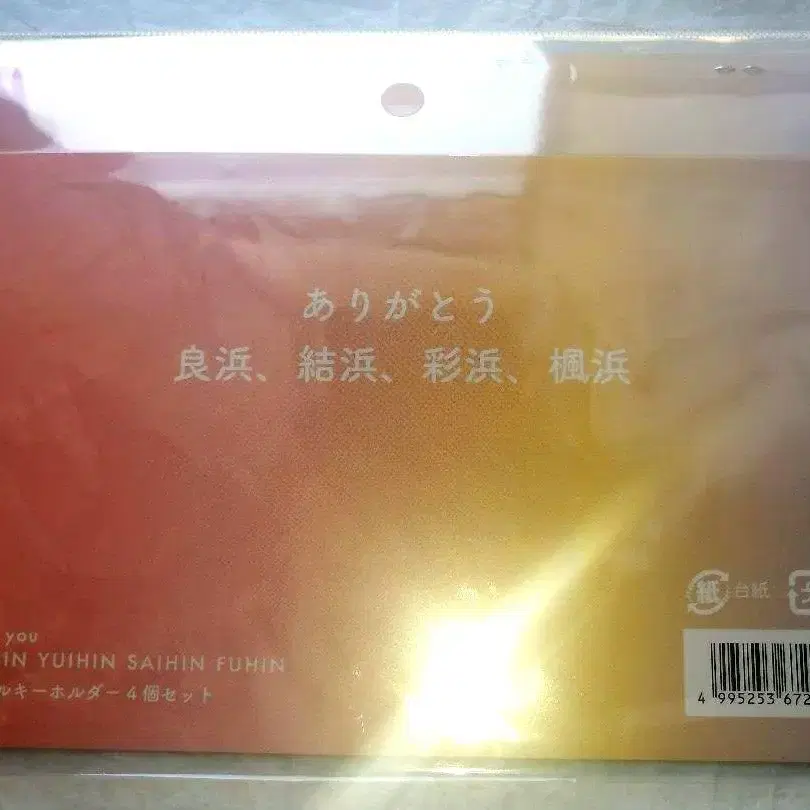 ありがとう
良浜、結浜、彩浜、楓浜
紙 台紙
you
IN YUIHIN SAIHIN FUHIN
ルキーホルダー4個セット
4 995253 672